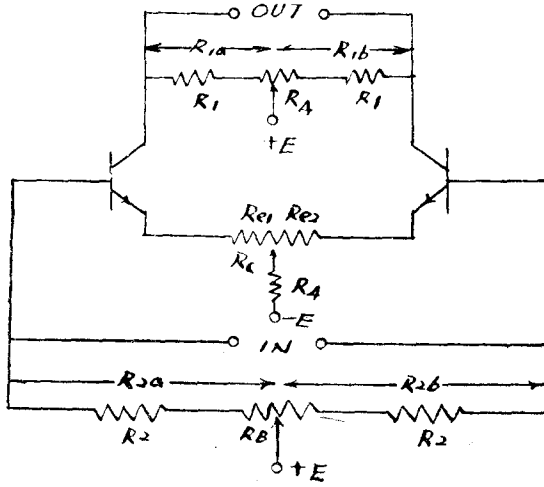 OUT
R1a R1b
R1 RA R1
+E
Re1 Re2
Rc
RA
-E
IN
R2a R2b
R2 RB R2
+E